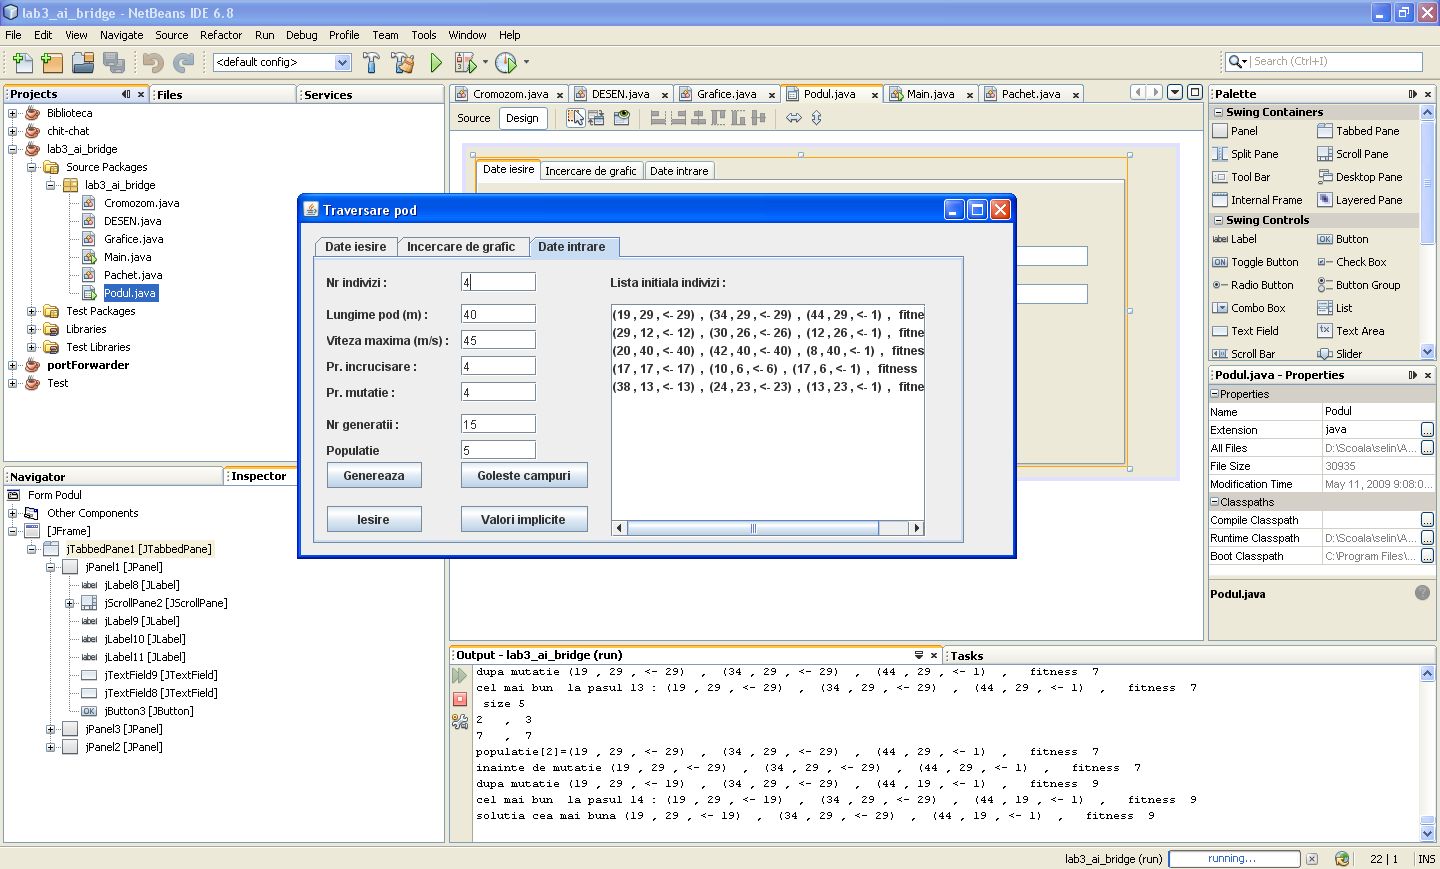 lab3_ai_bridge - NetBeans IDE 6.8
File Edit View Navigate Source Refactor Run Debug Profile Team Tools Window Help
<default config>
Search (Ctrl+I)
Projects
Files
Services
Biblioteca
chit-chat
lab3_ai_bridge
Source Packages
lab3_ai_bridge
Cromozom.java
DESEN.java
Grafice.java
Main.java
Pachet.java
Podul.java
Test Packages
Libraries
Test Libraries
portForwarder
Test
Navigator
Inspector
Form Podul
Other Components
[JFrame]
jTabbedPane1 [JTabbedPane]
jPanel1 [JPanel]
label jLabel8 [JLabel]
jScrollPane2 [JScrollPane]
label jLabel9 [JLabel]
label jLabel10 [JLabel]
label jLabel11 [JLabel]
jTextField9 [JTextField]
jTextField8 [JTextField]
OK jButton3 [JButton]
jPanel3 [JPanel]
jPanel2 [JPanel]
Cromozom.java DESEN.java Grafice.java Podul.java Main.java Pachet.java
Source Design
Date iesire Incercare de grafic Date intrare
Traversare pod
Date iesire Incercare de grafic Date intrare
Nr indivizi : 4
Lungime pod (m) : 40
Viteza maxima (m/s) : 45
Pr. incrucisare : 4
Pr. mutatie : 4
Nr generatii : 15
Populatie 5
Genereaza Goleste campuri
Iesire Valori implicite
Lista initiala indivizi :
(19 , 29 , <- 29) , (34 , 29 , <- 29) , (44 , 29 , <- 1) , fitne
(29 , 12 , <- 12) , (30 , 26 , <- 26) , (12 , 26 , <- 1) , fitne
(20 , 40 , <- 40) , (42 , 40 , <- 40) , (8 , 40 , <- 1) , fitnes
(17 , 17 , <- 17) , (10 , 6 , <- 6) , (17 , 6 , <- 1) , fitness
(38 , 13 , <- 13) , (24 , 23 , <- 23) , (13 , 23 , <- 1) , fitne
Palette
Swing Containers
Panel Tabbed Pane
Split Pane Scroll Pane
Tool Bar Desktop Pane
Internal Frame Layered Pane
Swing Controls
label Label OK Button
Toggle Button Check Box
Radio Button Button Group
Combo Box List
Text Field Text Area
Scroll Bar Slider
Podul.java - Properties
Properties
Name Podul
Extension java ...
All Files D:\Scoala\selin\A... ...
File Size 30935
Modification Time May 11, 2009 9:08:0...
Classpaths
Compile Classpath ...
Runtime Classpath D:\Scoala\selin\A... ...
Boot Classpath C:\Program Files\... ...
Podul.java
Output - lab3_ai_bridge (run)
Tasks
dupa mutatie (19 , 29 , <- 29) , (34 , 29 , <- 29) , (44 , 29 , <- 1) , fitness 7
cel mai bun la pasul 13 : (19 , 29 , <- 29) , (34 , 29 , <- 29) , (44 , 29 , <- 1) , fitness 7
size 5
2 , 3
7 , 7
populatie[2]=(19 , 29 , <- 29) , (34 , 29 , <- 29) , (44 , 29 , <- 1) , fitness 7
inainte de mutatie (19 , 29 , <- 29) , (34 , 29 , <- 29) , (44 , 29 , <- 1) , fitness 7
dupa mutatie (19 , 29 , <- 19) , (34 , 29 , <- 29) , (44 , 19 , <- 1) , fitness 9
cel mai bun la pasul 14 : (19 , 29 , <- 19) , (34 , 29 , <- 29) , (44 , 19 , <- 1) , fitness 9
solutia cea mai buna (19 , 29 , <- 19) , (34 , 29 , <- 29) , (44 , 19 , <- 1) , fitness 9
lab3_ai_bridge (run) running... 22 | 1 INS